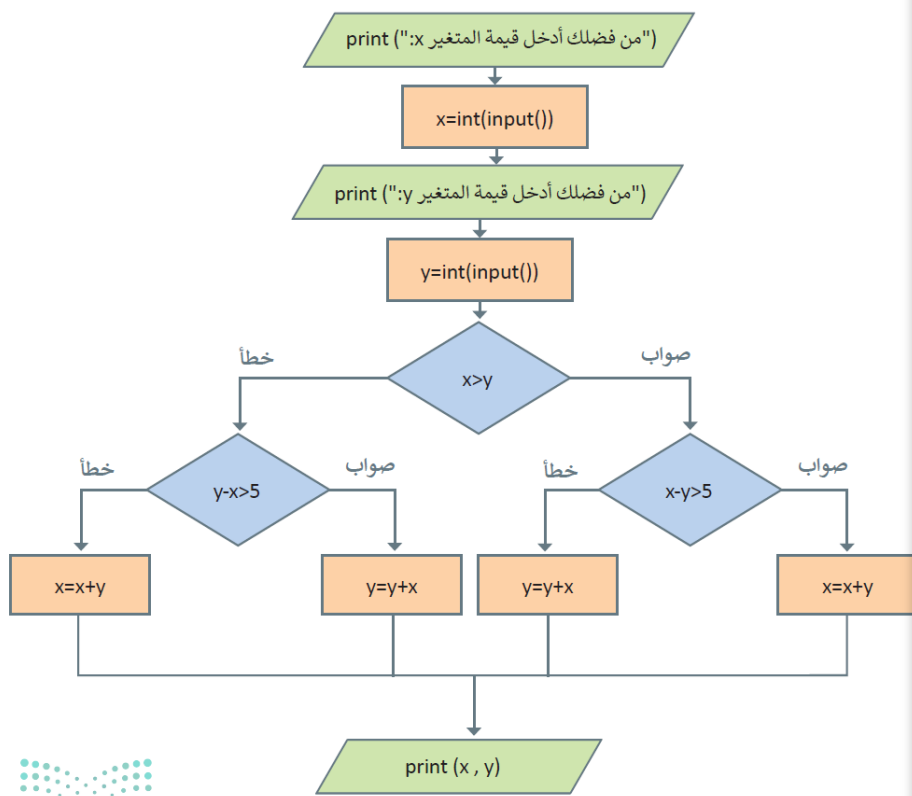 print ("من فضلك أدخل قيمة المتغير x:")
x=int(input())
print ("من فضلك أدخل قيمة المتغير y:")
y=int(input())
x>y
صواب
خطأ
x-y>5
صواب
خطأ
y-x>5
صواب
خطأ
x=x+y
y=y+x
y=y+x
x=x+y
print (x , y)